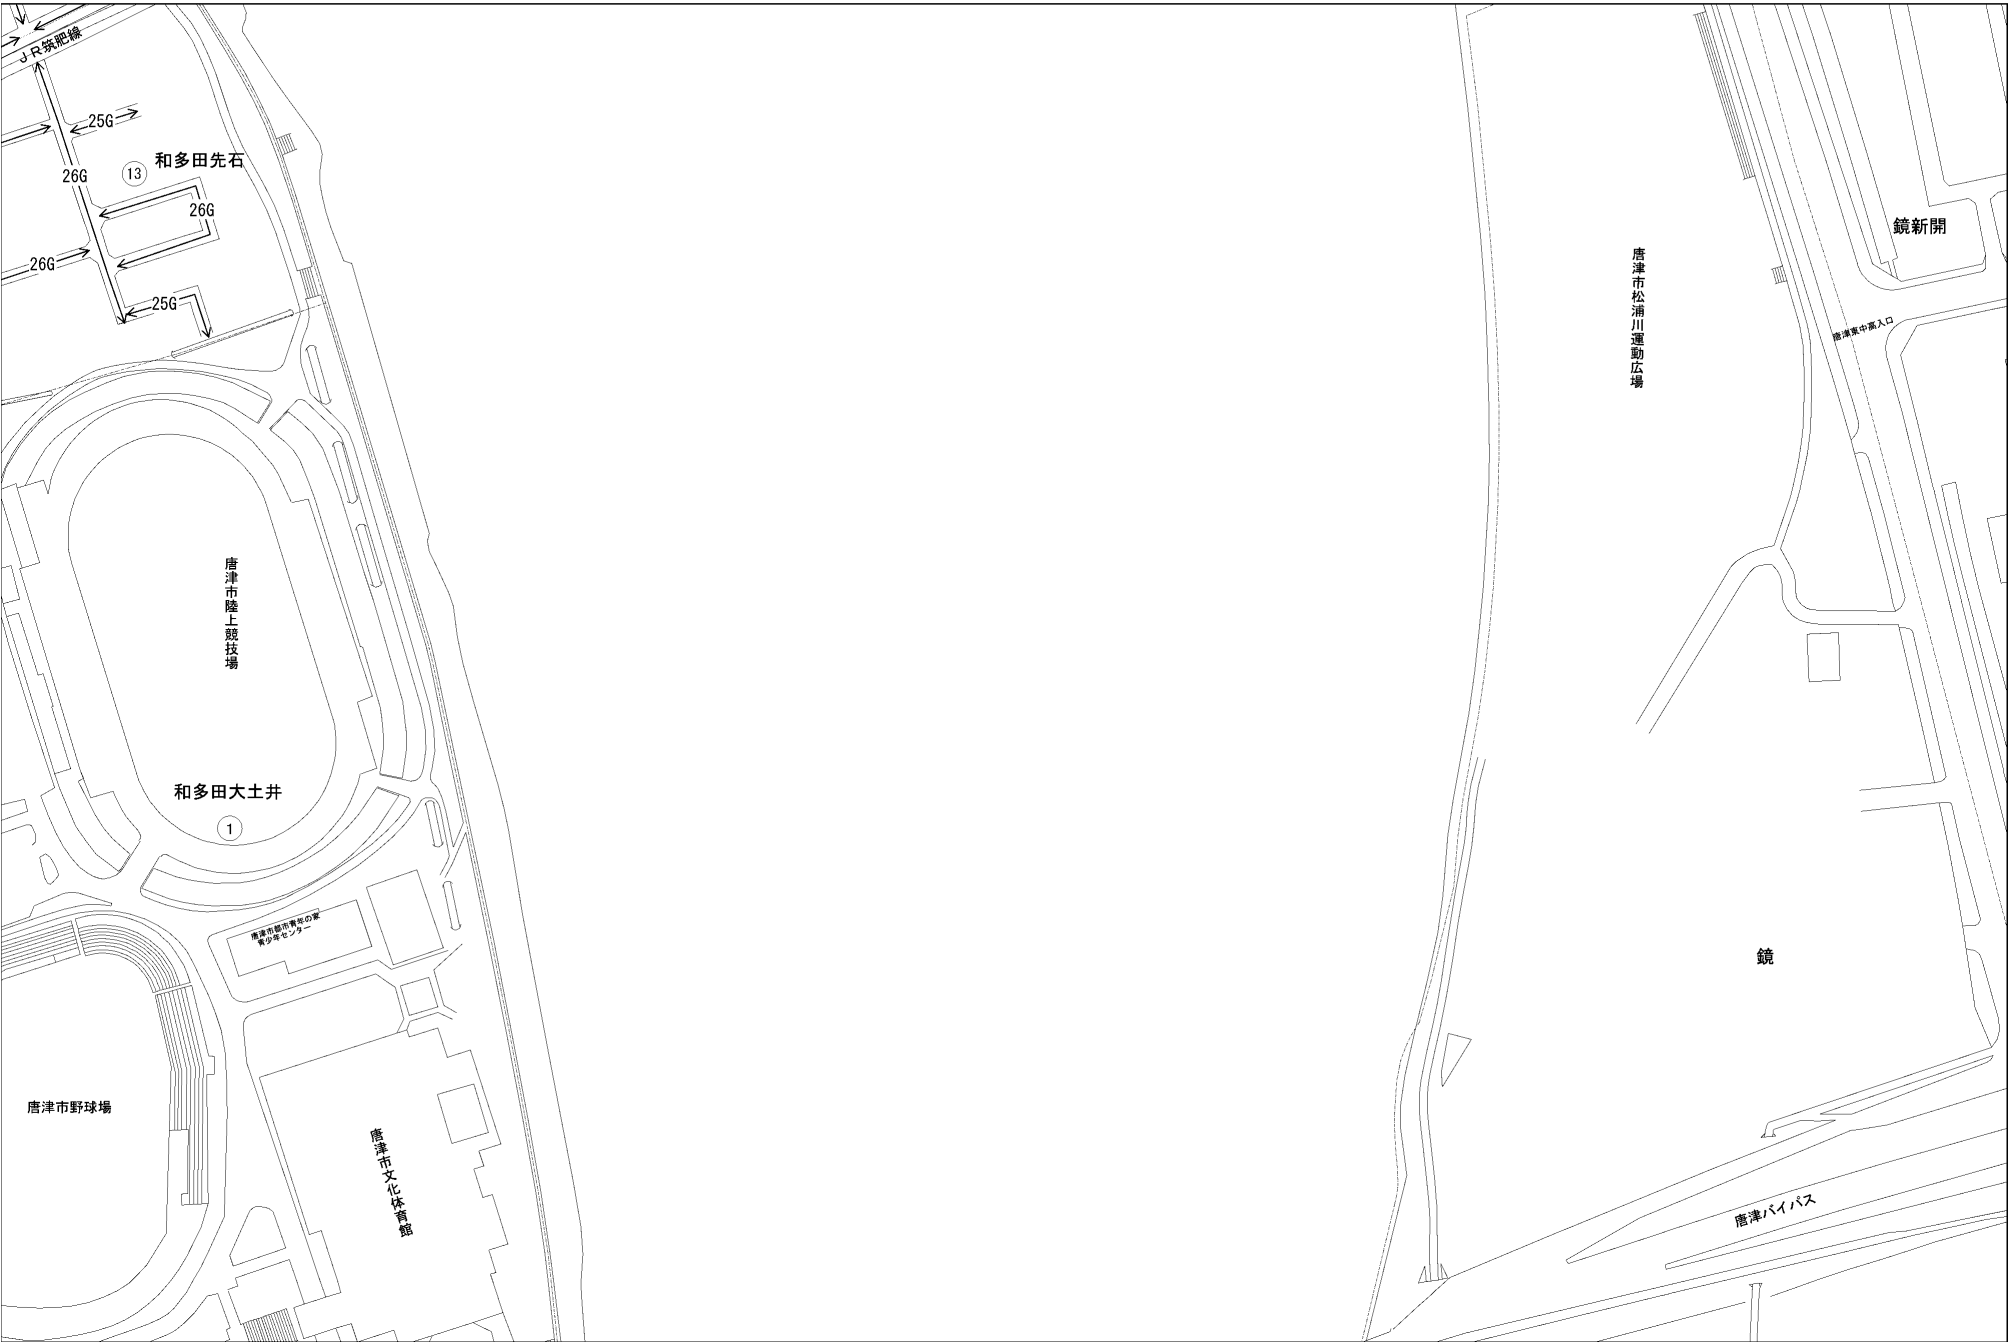 JR筑肥線
25G
和多田先石
13
26G
26G
26G
25G
鏡新開
唐津市松浦川運動広場
唐津東中高入口
唐津市陸上競技場
和多田大土井
1
唐津市都市青年の家
青少年センター
鏡
唐津市野球場
唐津市文化体育館
唐津バイパス